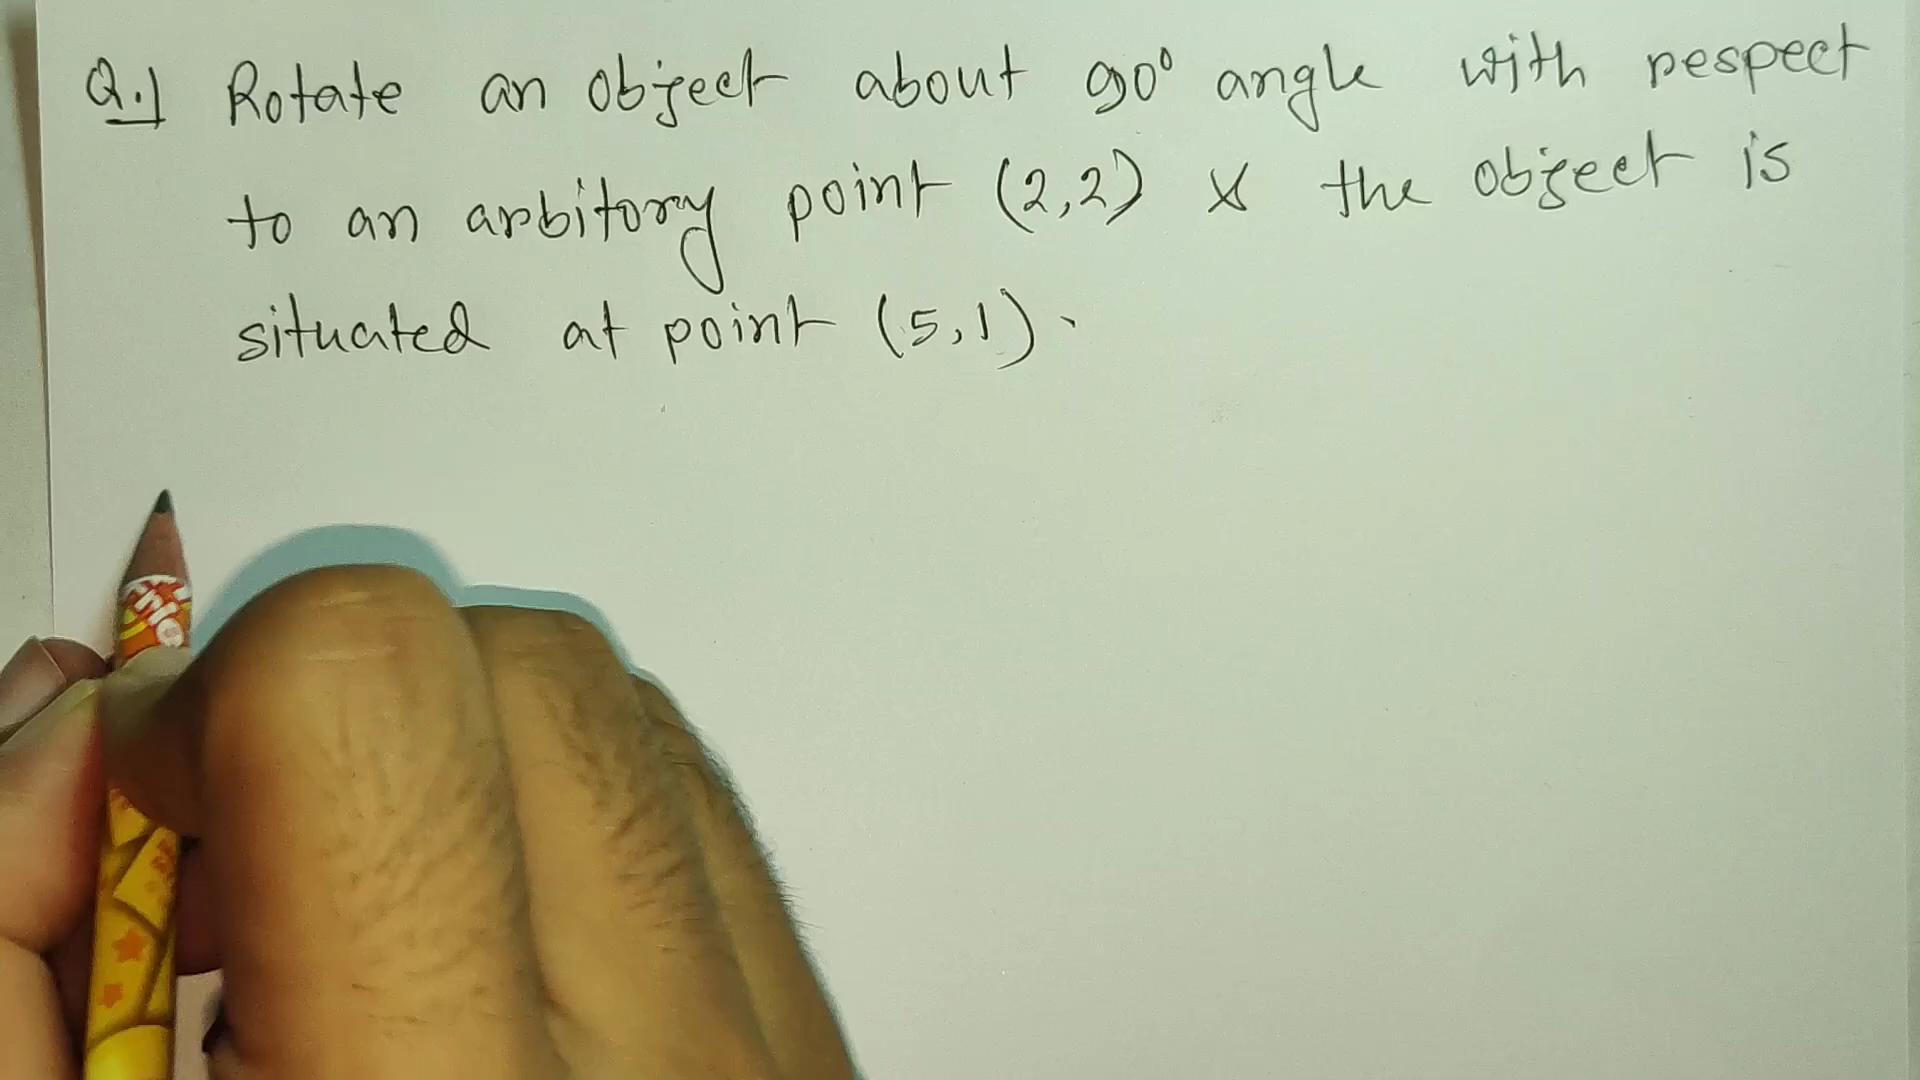 Q.1 Rotate an object about 90° angle with respect
to an arbitory point (2,2) & the object is
situated at point (5,1).